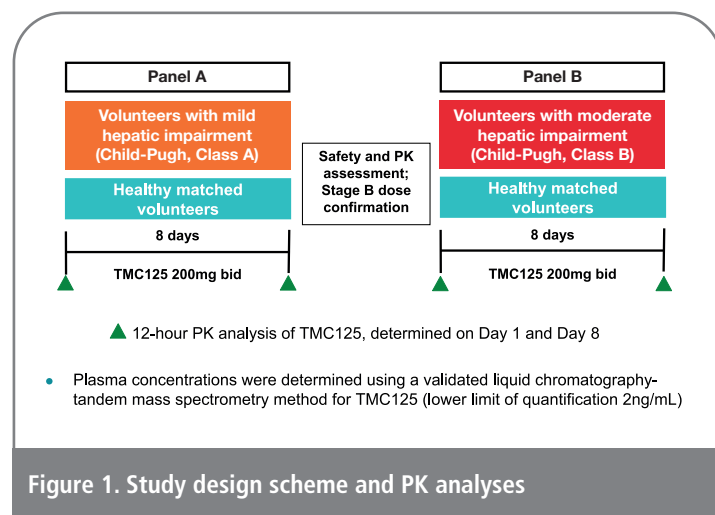 Panel A
Volunteers with mild
hepatic impairment
(Child-Pugh, Class A)
Healthy matched
volunteers
8 days
TMC125 200mg bid
Safety and PK
assessment;
Stage B dose
confirmation
Panel B
Volunteers with moderate
hepatic impairment
(Child-Pugh, Class B)
Healthy matched
volunteers
8 days
TMC125 200mg bid
12-hour PK analysis of TMC125, determined on Day 1 and Day 8
• Plasma concentrations were determined using a validated liquid chromatography-
tandem mass spectrometry method for TMC125 (lower limit of quantification 2ng/mL)
Figure 1. Study design scheme and PK analyses